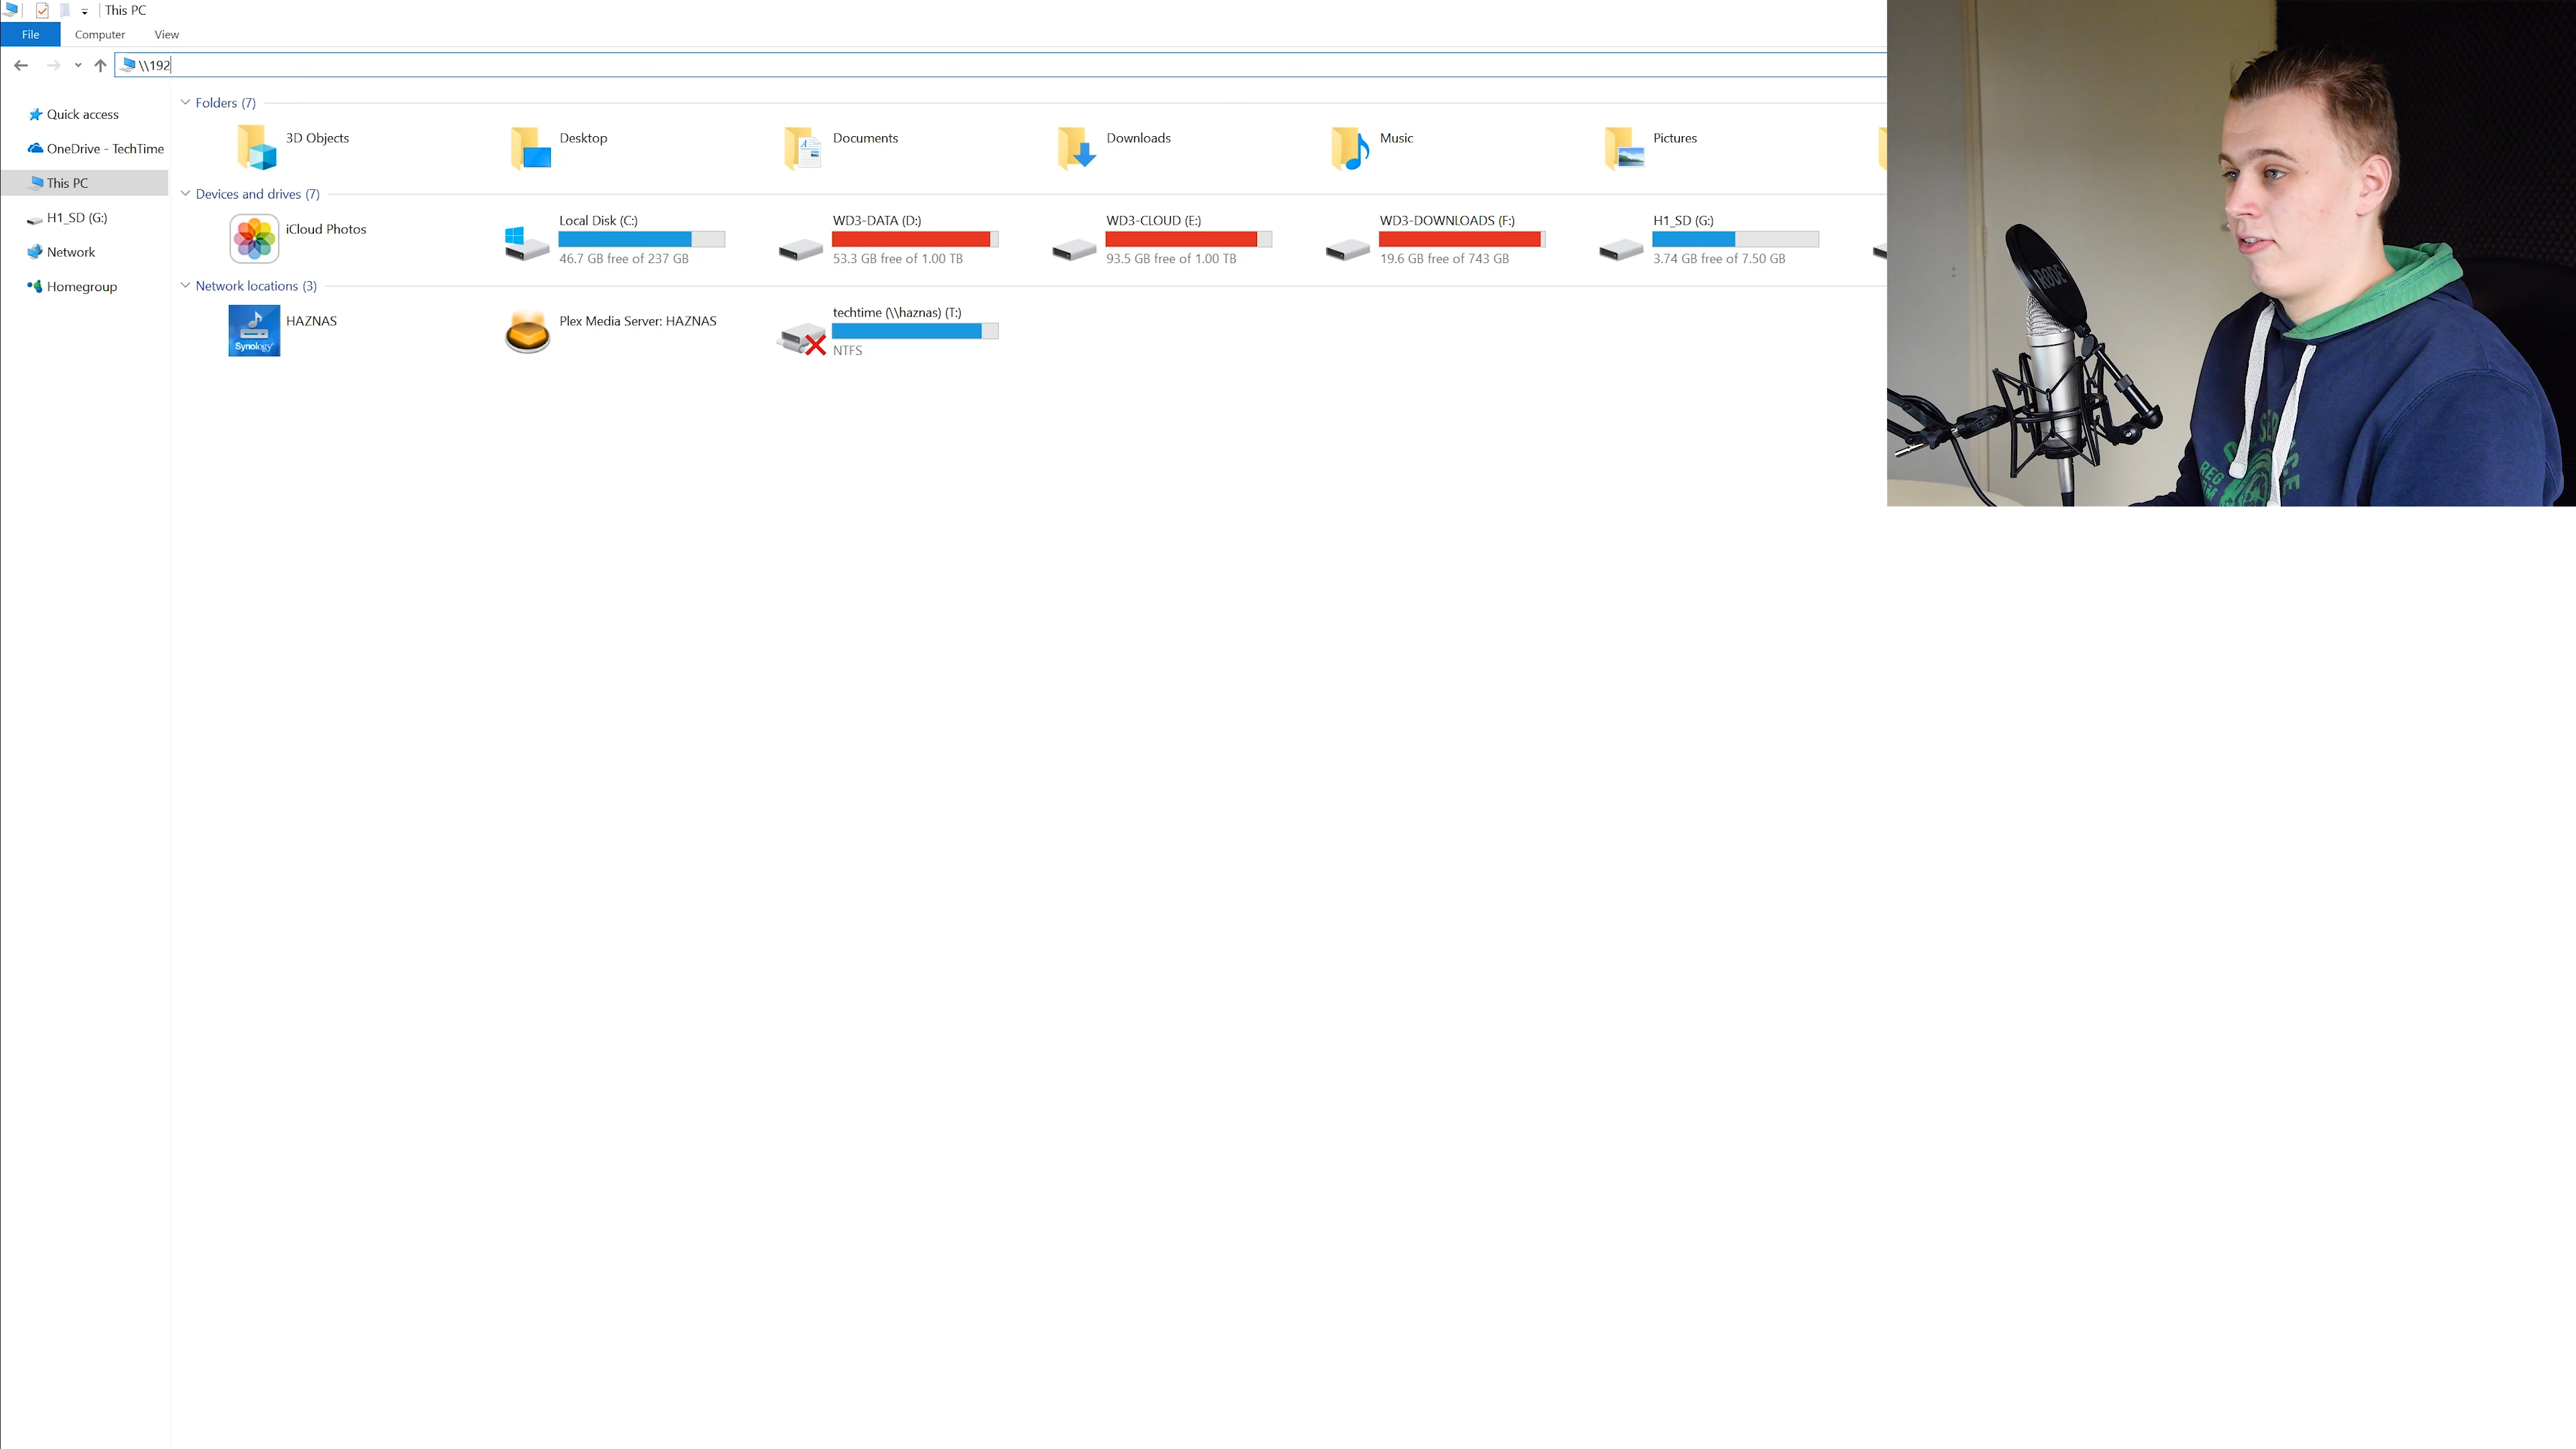 This PC
File Computer View
\\192
Quick access
OneDrive - TechTime
This PC
H1_SD (G:)
Network
Homegroup
Folders (7)
3D Objects
Desktop
Documents
Downloads
Music
Pictures
Devices and drives (7)
iCloud Photos
Local Disk (C:)
46.7 GB free of 237 GB
WD3-DATA (D:)
53.3 GB free of 1.00 TB
WD3-CLOUD (E:)
93.5 GB free of 1.00 TB
WD3-DOWNLOADS (F:)
19.6 GB free of 743 GB
H1_SD (G:)
3.74 GB free of 7.50 GB
Network locations (3)
Synology
HAZNAS
Plex Media Server: HAZNAS
techtime (\\haznas) (T:)
NTFS
RØDE
REG